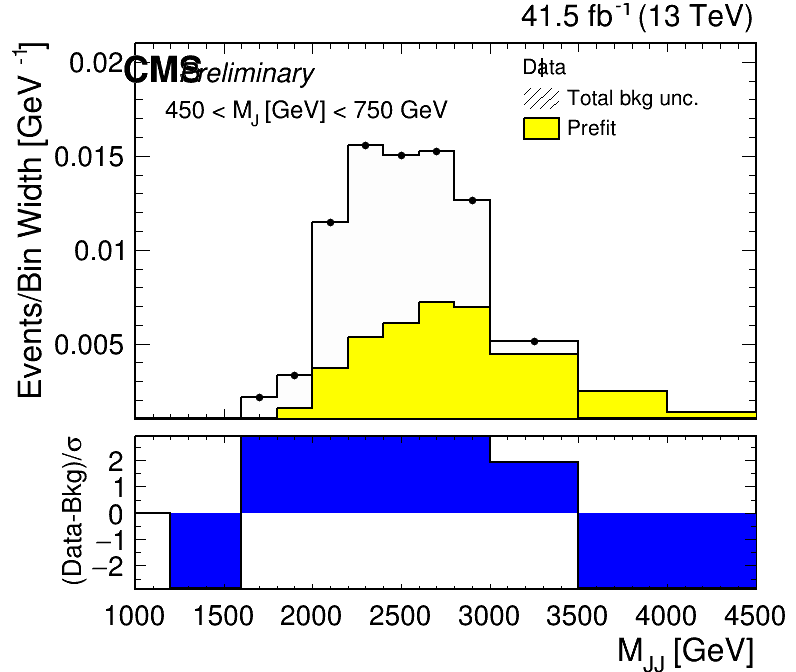 41.5 fb⁻¹ (13 TeV)
CMS Preliminary
450 < M_J [GeV] < 750 GeV
Data
Total bkg unc.
Prefit
Events/Bin Width [GeV⁻¹]
0.02
0.015
0.01
0.005
(Data-Bkg)/σ
2
1
0
−1
−2
1000 1500 2000 2500 3000 3500 4000 4500
M_JJ [GeV]